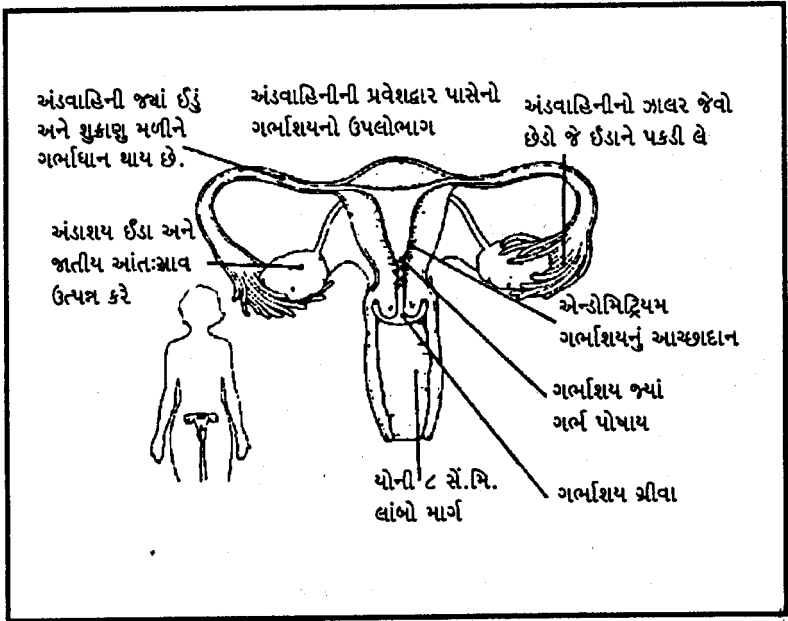 અંડવાહિની જ્યાં ઈડું
અને શુક્રાણુ મળીને
ગર્ભાધાન થાય છે.
અંડવાહિનીની પ્રવેશદ્વાર પાસેનો
ગર્ભાશયનો ઉપલોભાગ
અંડવાહિનીનો ઝાલર જેવો
છેડો જે ઈંડાને પકડી લે
અંડાશય ઈંડા અને
જાતીય આંતઃસ્રાવ
ઉત્પન્ન કરે
એન્ડોમિટ્રિયમ
ગર્ભાશયનું આચ્છાદાન
ગર્ભાશય જ્યાં
ગર્ભ પોષાય
યોની ૮ સેં.મિ.
લાંબો માર્ગ
ગર્ભાશય ગ્રીવા